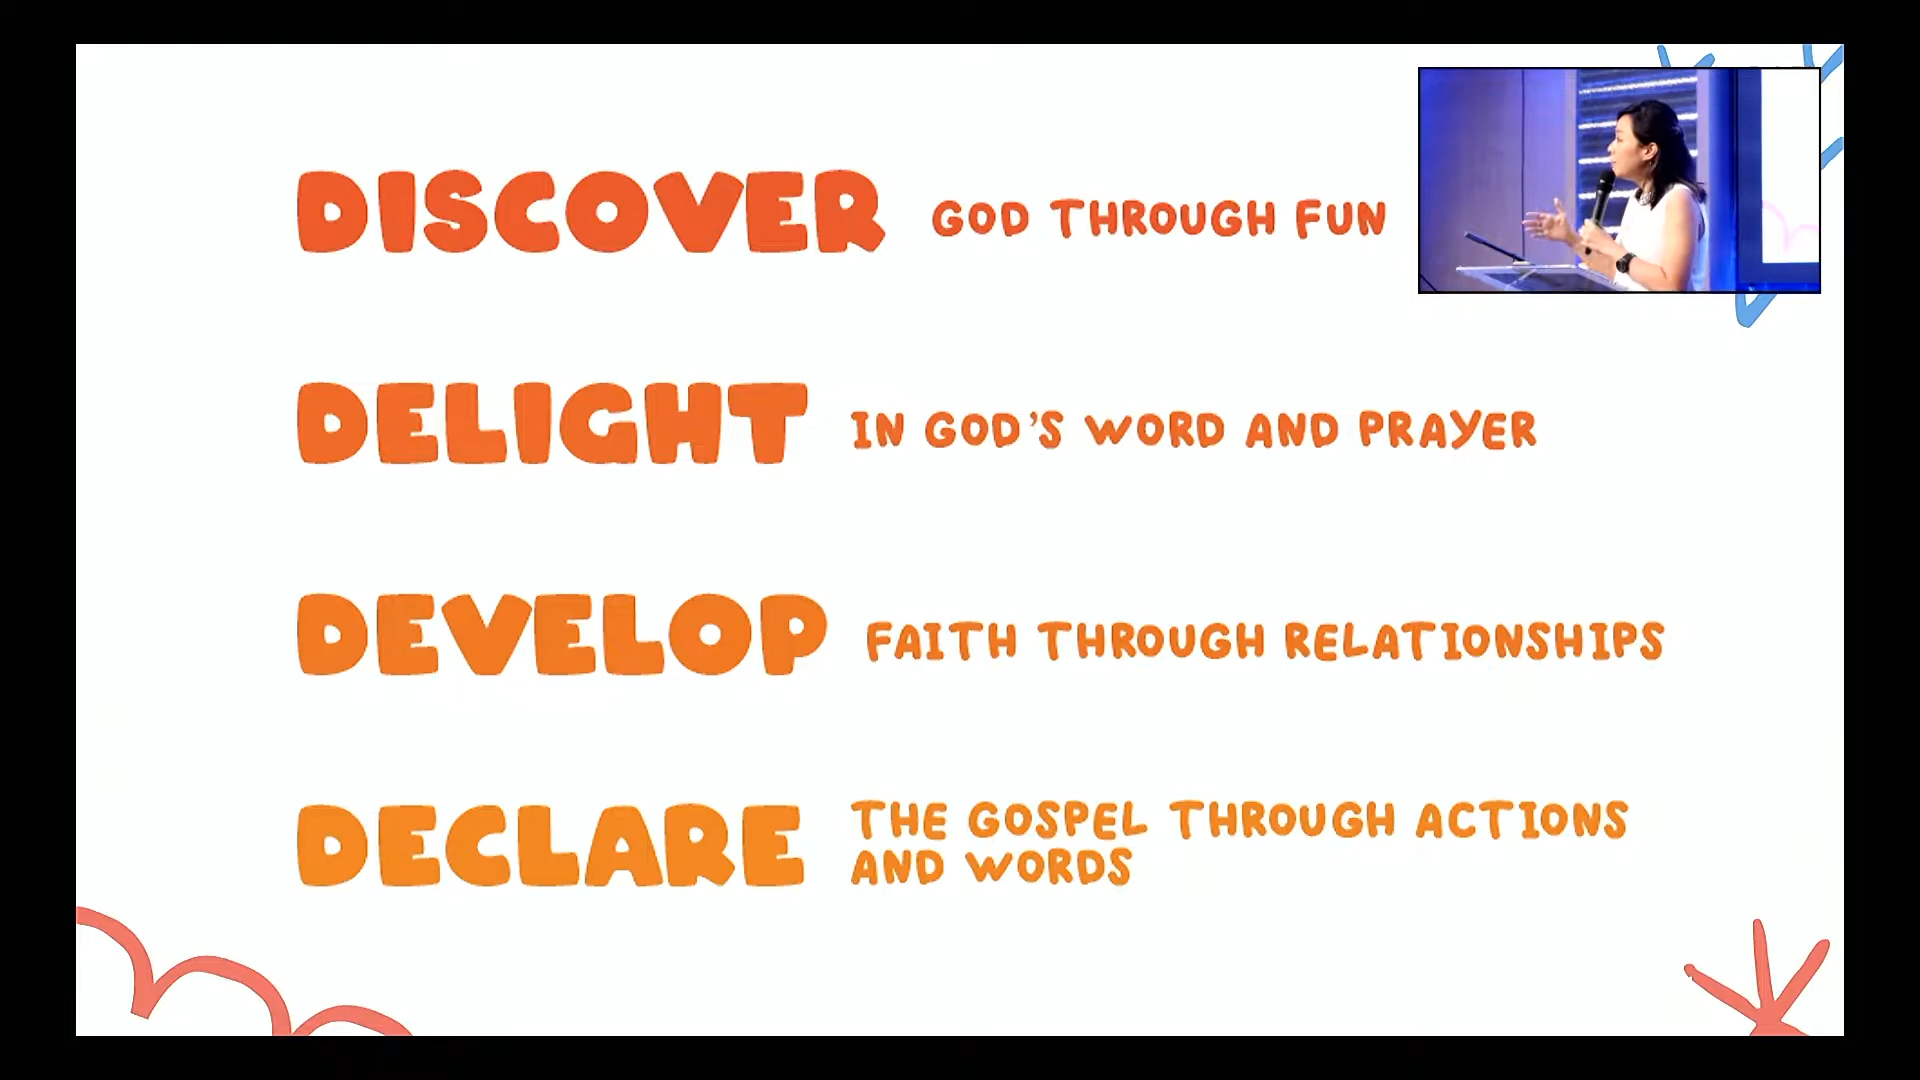 DISCOVER GOD THROUGH FUN
DELIGHT IN GOD'S WORD AND PRAYER
DEVELOP FAITH THROUGH RELATIONSHIPS
DECLARE THE GOSPEL THROUGH ACTIONS
AND WORDS